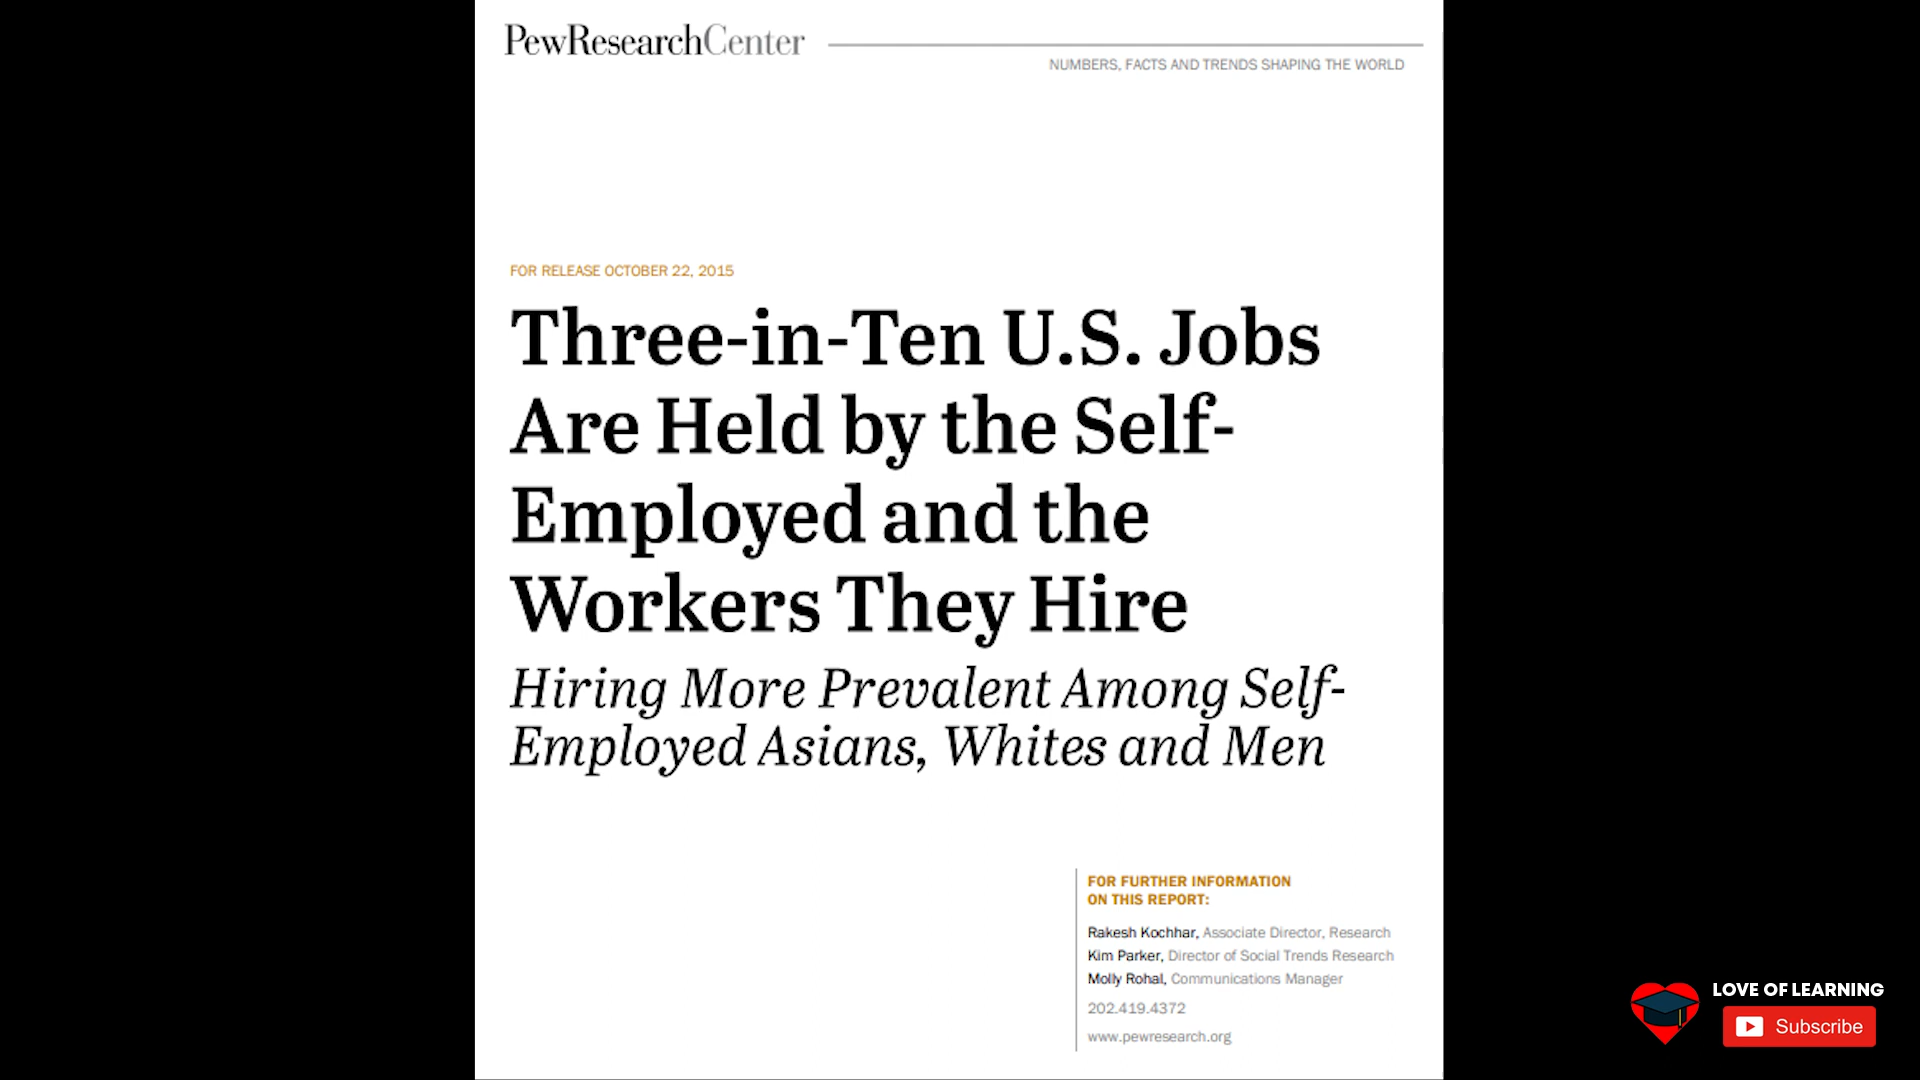 PewResearchCenter
NUMBERS, FACTS AND TRENDS SHAPING THE WORLD
FOR RELEASE OCTOBER 22, 2015
Three-in-Ten U.S. Jobs
Are Held by the Self-
Employed and the
Workers They Hire
Hiring More Prevalent Among Self-
Employed Asians, Whites and Men
FOR FURTHER INFORMATION
ON THIS REPORT:
Rakesh Kochhar, Associate Director, Research
Kim Parker, Director of Social Trends Research
Molly Rohal, Communications Manager
202.419.4372
www.pewresearch.org
LOVE OF LEARNING
Subscribe